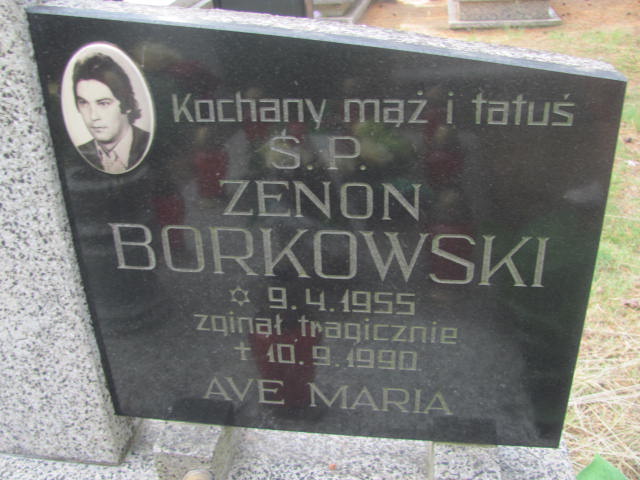 Kochany mąż i tatuś
Ś.P.
ZENON
BORKOWSKI
✡ 9.4.1955
zginął tragicznie
✝ 10.9.1990
AVE MARIA